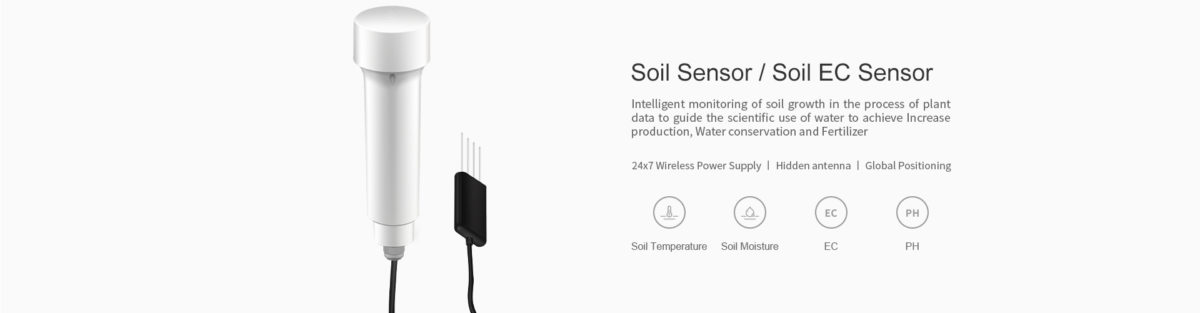 Soil Sensor / Soil EC Sensor
Intelligent monitoring of soil growth in the process of plant
data to guide the scientific use of water to achieve Increase
production, Water conservation and Fertilizer
24x7 Wireless Power Supply | Hidden antenna | Global Positioning
EC PH
Soil Temperature Soil Moisture EC PH